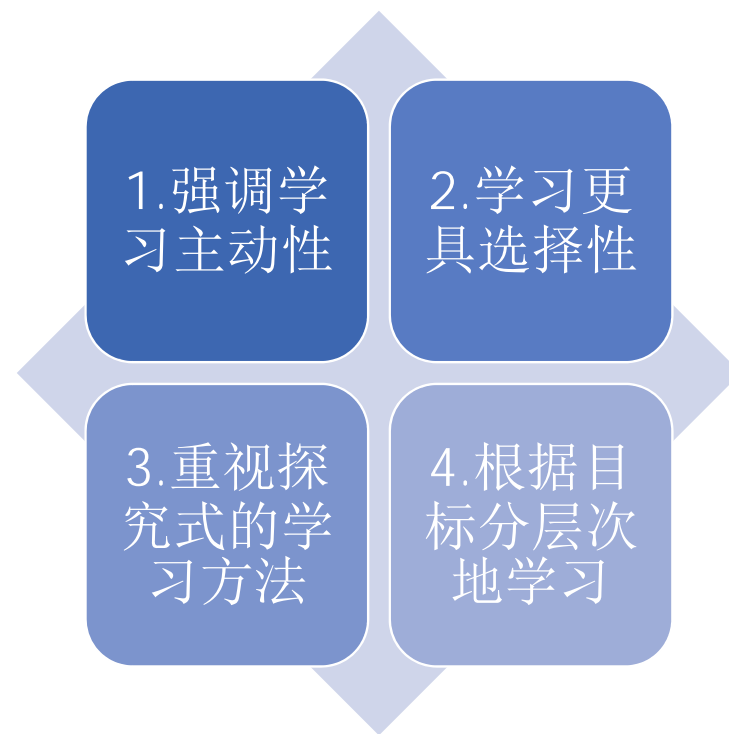 1.强调学
习主动性
2.学习更
具选择性
3.重视探
究式的学
习方法
4.根据目
标分层次
地学习